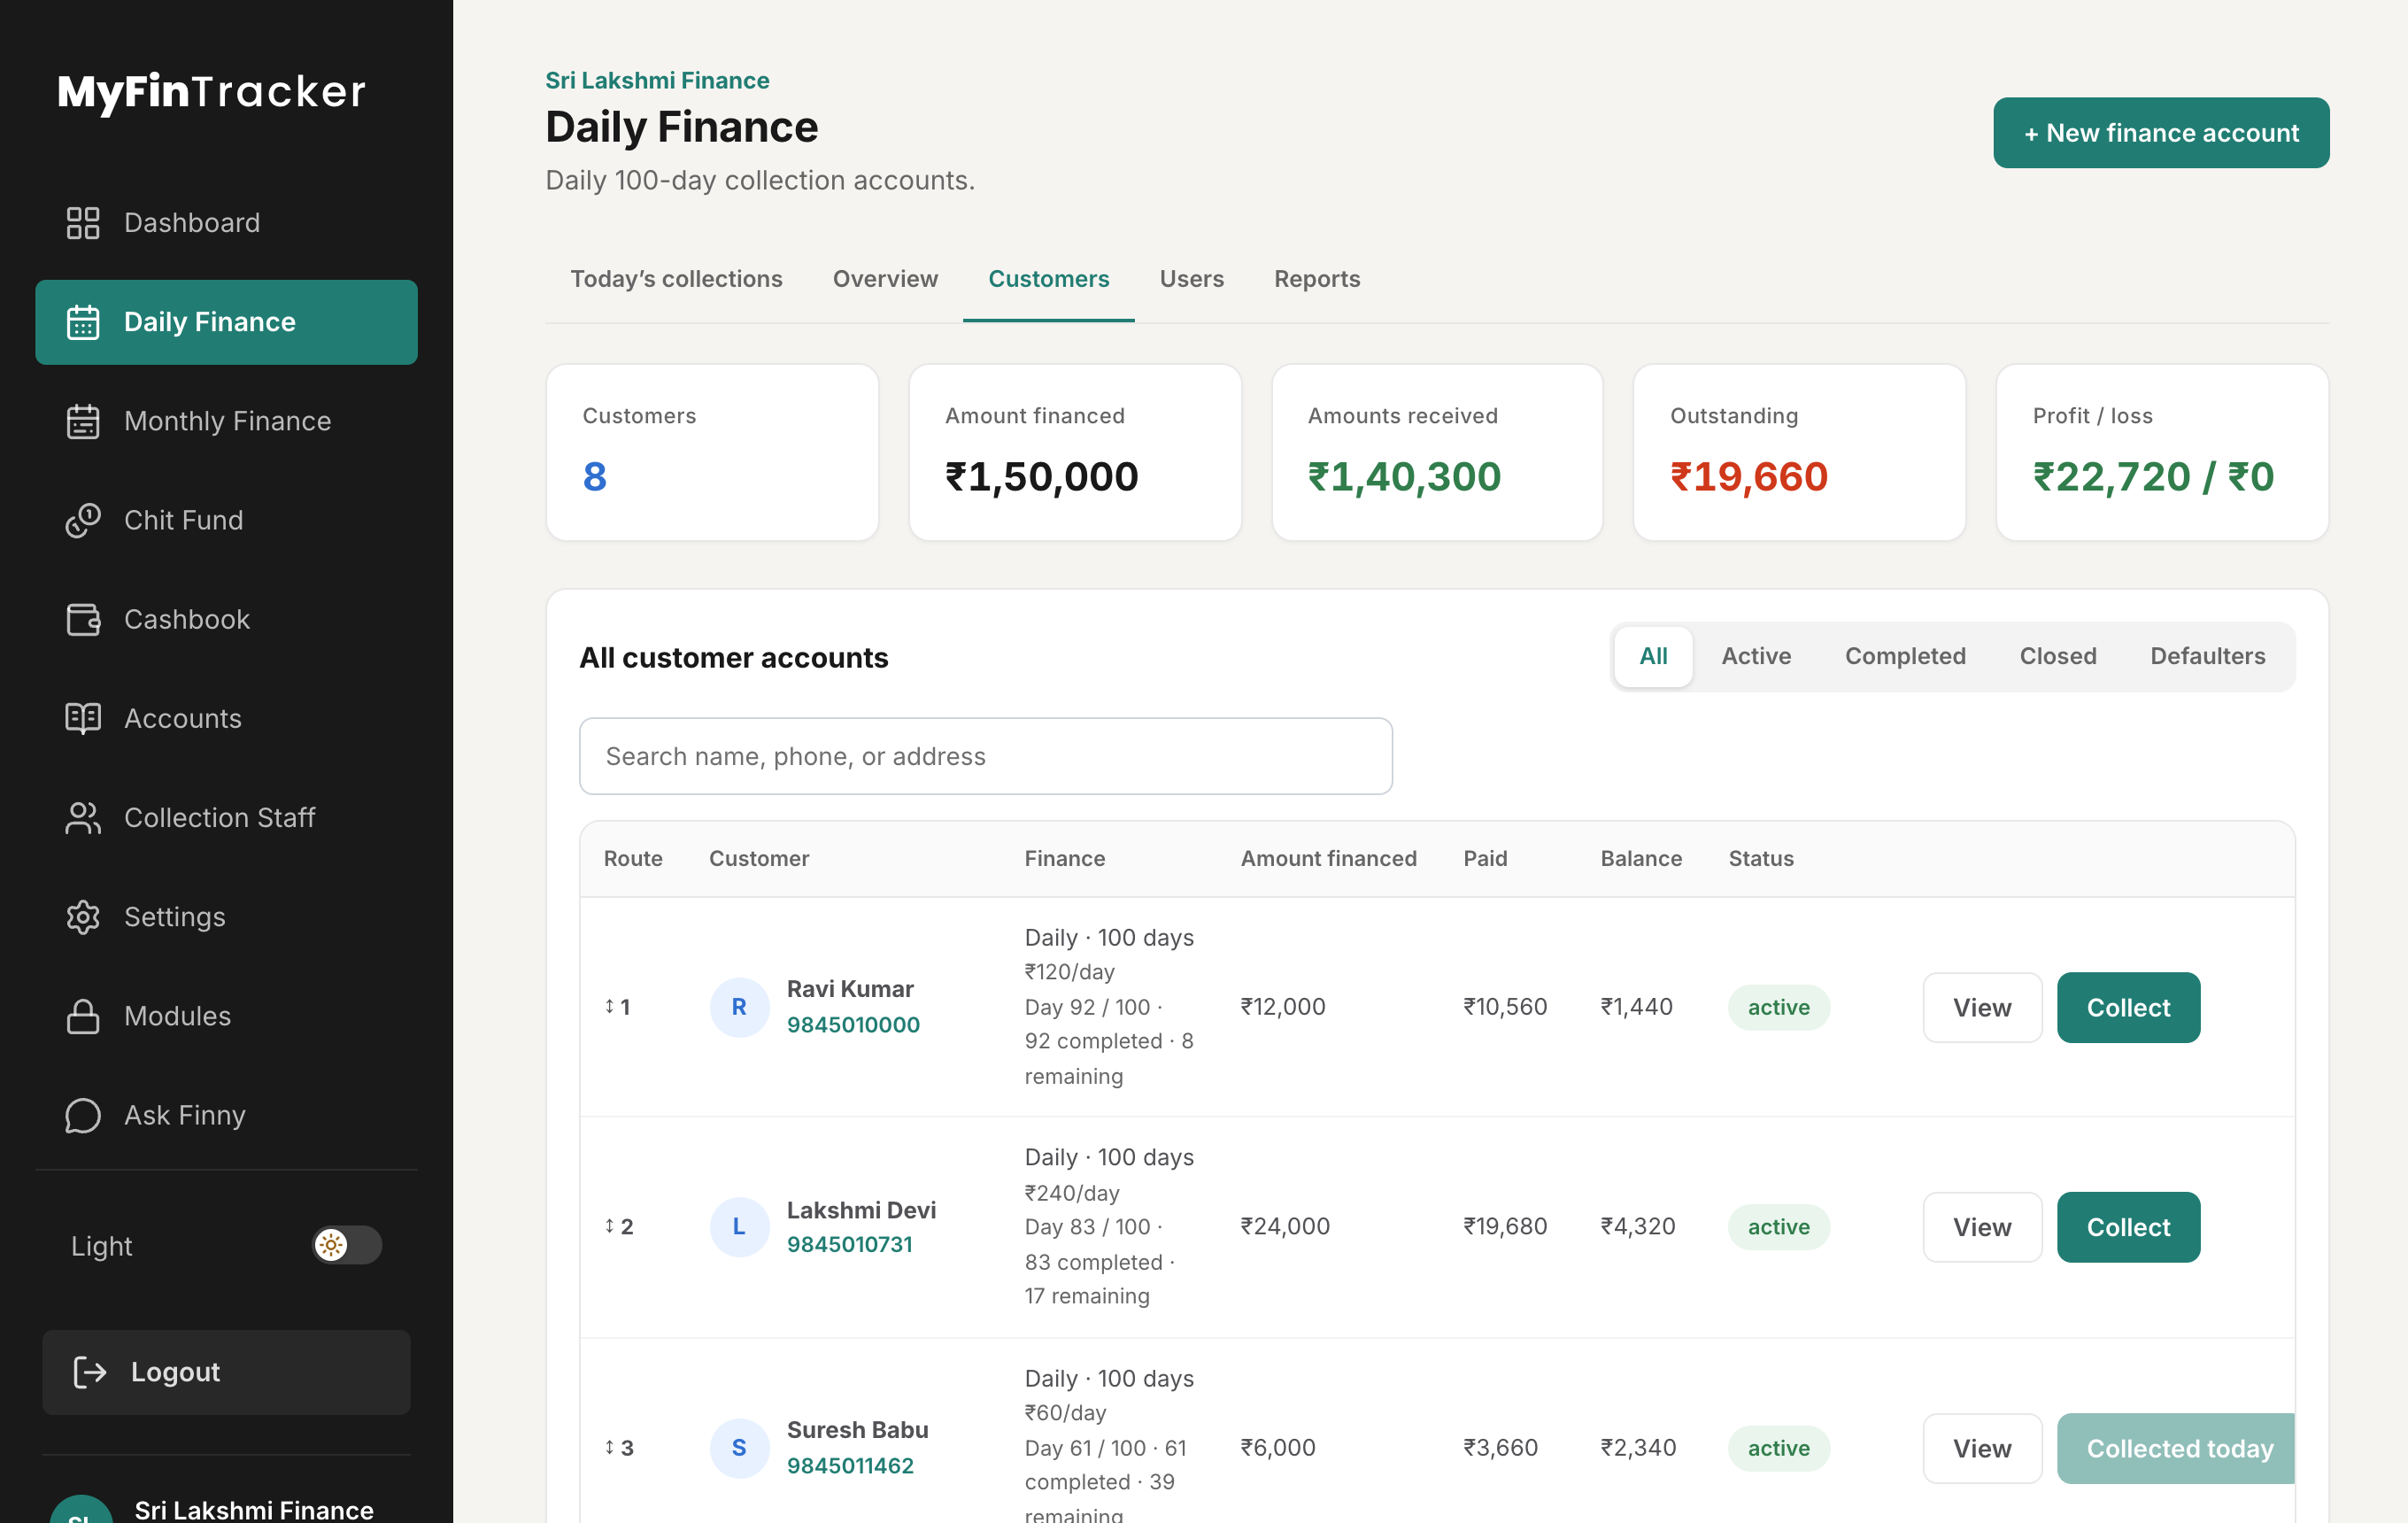 MyFinTracker
Dashboard
Daily Finance
Monthly Finance
Chit Fund
Cashbook
Accounts
Collection Staff
Settings
Modules
Ask Finny
Light
Logout
Sri Lakshmi Finance
Sri Lakshmi Finance
Daily Finance
Daily 100-day collection accounts.
+ New finance account
Today’s collections Overview Customers Users Reports
Customers
8
Amount financed
₹1,50,000
Amounts received
₹1,40,300
Outstanding
₹19,660
Profit / loss
₹22,720 / ₹0
All customer accounts
All Active Completed Closed Defaulters
Search name, phone, or address
Route Customer Finance Amount financed Paid Balance Status
↕ 1
R
Ravi Kumar
9845010000
Daily · 100 days
₹120/day
Day 92 / 100 ·
92 completed · 8
remaining
₹12,000
₹10,560
₹1,440
active
View
Collect
↕ 2
L
Lakshmi Devi
9845010731
Daily · 100 days
₹240/day
Day 83 / 100 ·
83 completed ·
17 remaining
₹24,000
₹19,680
₹4,320
active
View
Collect
↕ 3
S
Suresh Babu
9845011462
Daily · 100 days
₹60/day
Day 61 / 100 · 61
completed · 39
remaining
₹6,000
₹3,660
₹2,340
active
View
Collected today